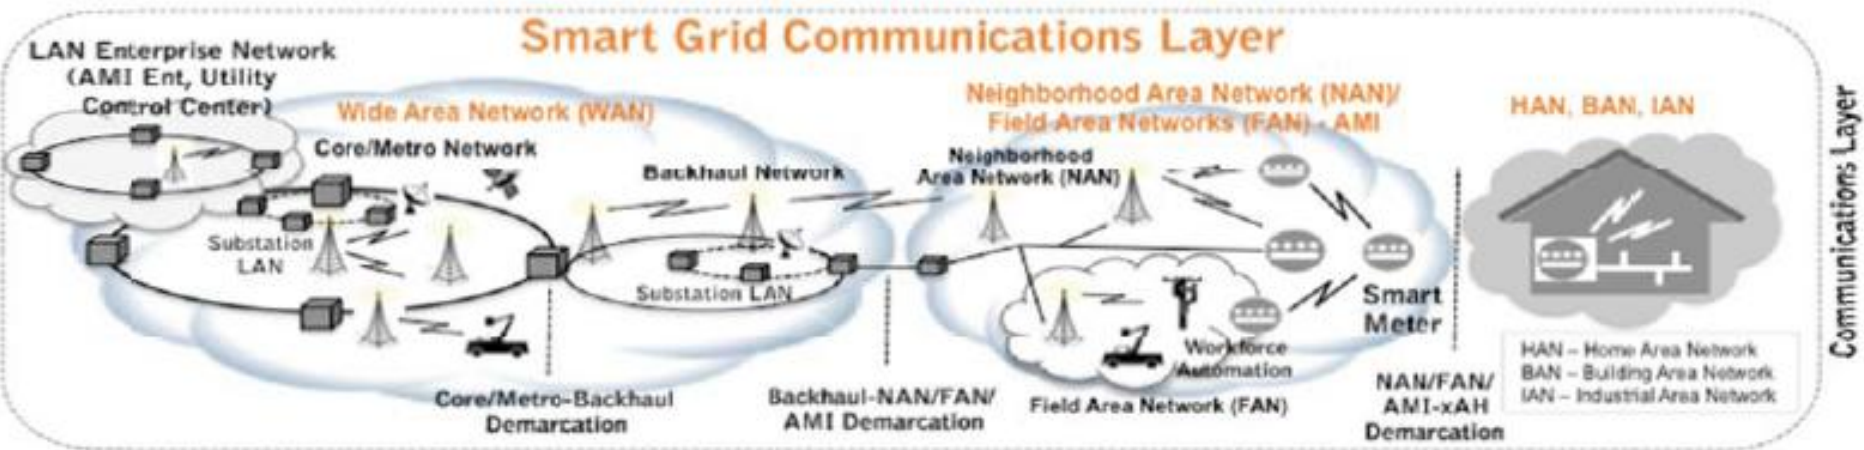 Smart Grid Communications Layer
LAN Enterprise Network
(AMI Ent, Utility
Control Center)
Wide Area Network (WAN)
Core/Metro Network
Backhaul Network
Substation
LAN
Substation LAN
Core/Metro-Backhaul
Demarcation
Neighborhood Area Network (NAN)/
Field Area Networks (FAN) - AMI
Neighborhood
Area Network (NAN)
Smart
Meter
Workforce
/Automation
Field Area Network (FAN)
Backhaul-NAN/FAN/
AMI Demarcation
NAN/FAN/
AMI-xAH
Demarcation
HAN, BAN, IAN
HAN – Home Area Network
BAN – Building Area Network
IAN – Industrial Area Network
Communications Layer